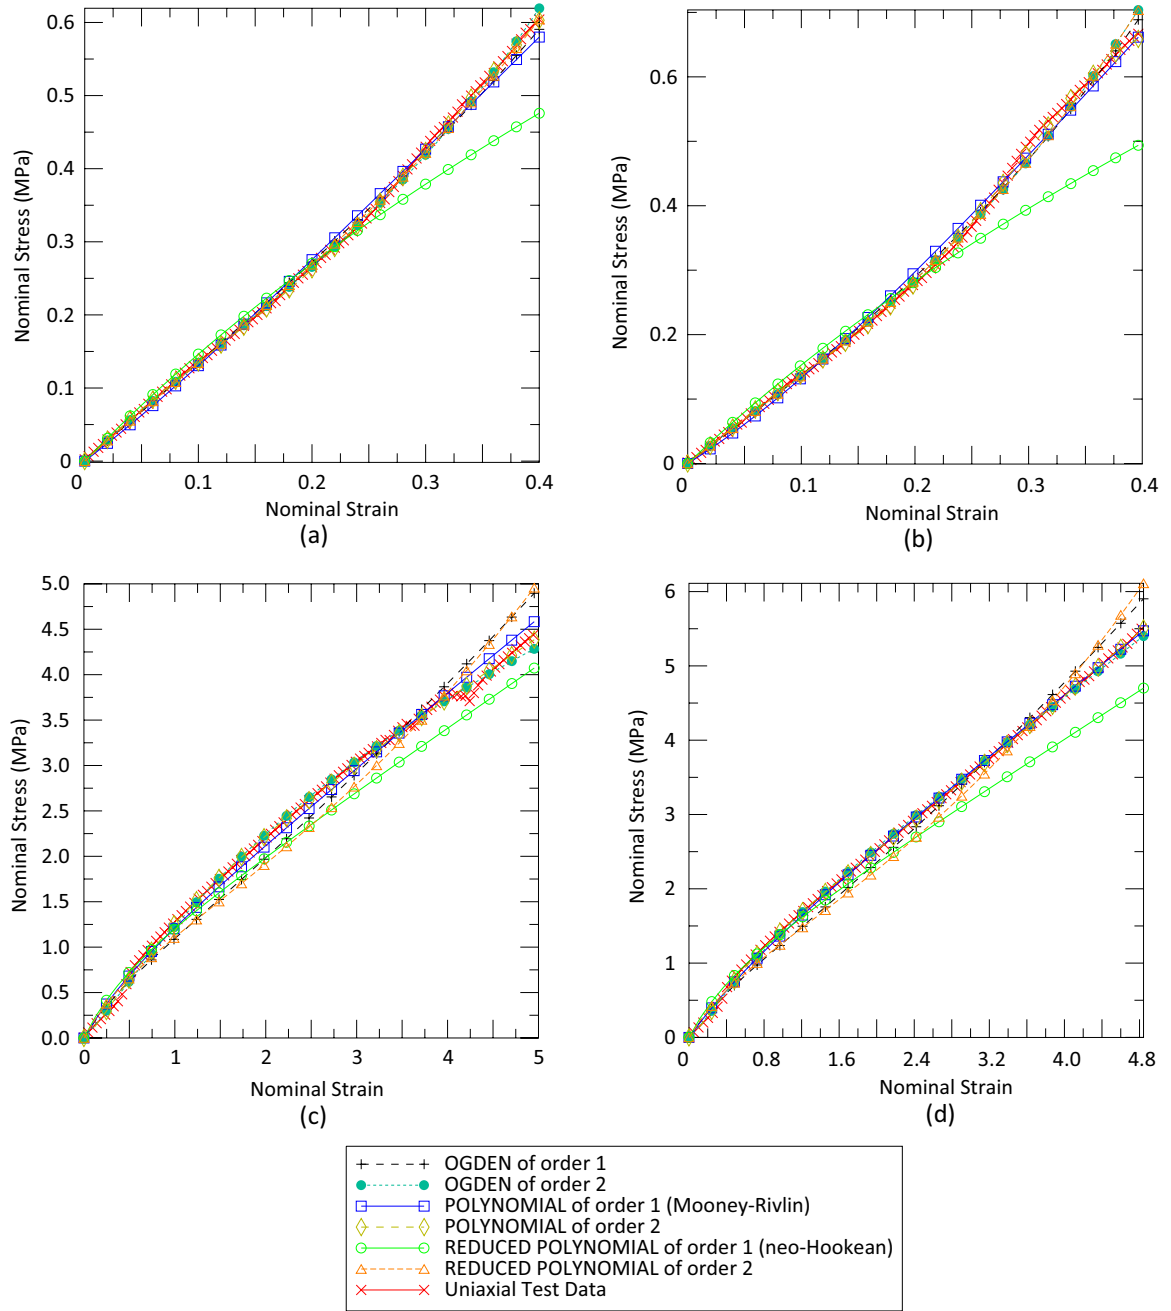 0.6
0.5
0.4
0.3
0.2
0.1
0
Nominal Stress (MPa)
0 0.1 0.2 0.3 0.4
Nominal Strain
(a)
0.6
0.4
0.2
0
Nominal Stress (MPa)
0 0.1 0.2 0.3 0.4
Nominal Strain
(b)
5.0
4.5
4.0
3.5
3.0
2.5
2.0
1.5
1.0
0.5
0.0
Nominal Stress (MPa)
0 1 2 3 4 5
Nominal Strain
(c)
6
5
4
3
2
1
0
Nominal Stress (MPa)
0 0.8 1.6 2.4 3.2 4.0 4.8
Nominal Strain
(d)
OGDEN of order 1
OGDEN of order 2
POLYNOMIAL of order 1 (Mooney-Rivlin)
POLYNOMIAL of order 2
REDUCED POLYNOMIAL of order 1 (neo-Hookean)
REDUCED POLYNOMIAL of order 2
Uniaxial Test Data